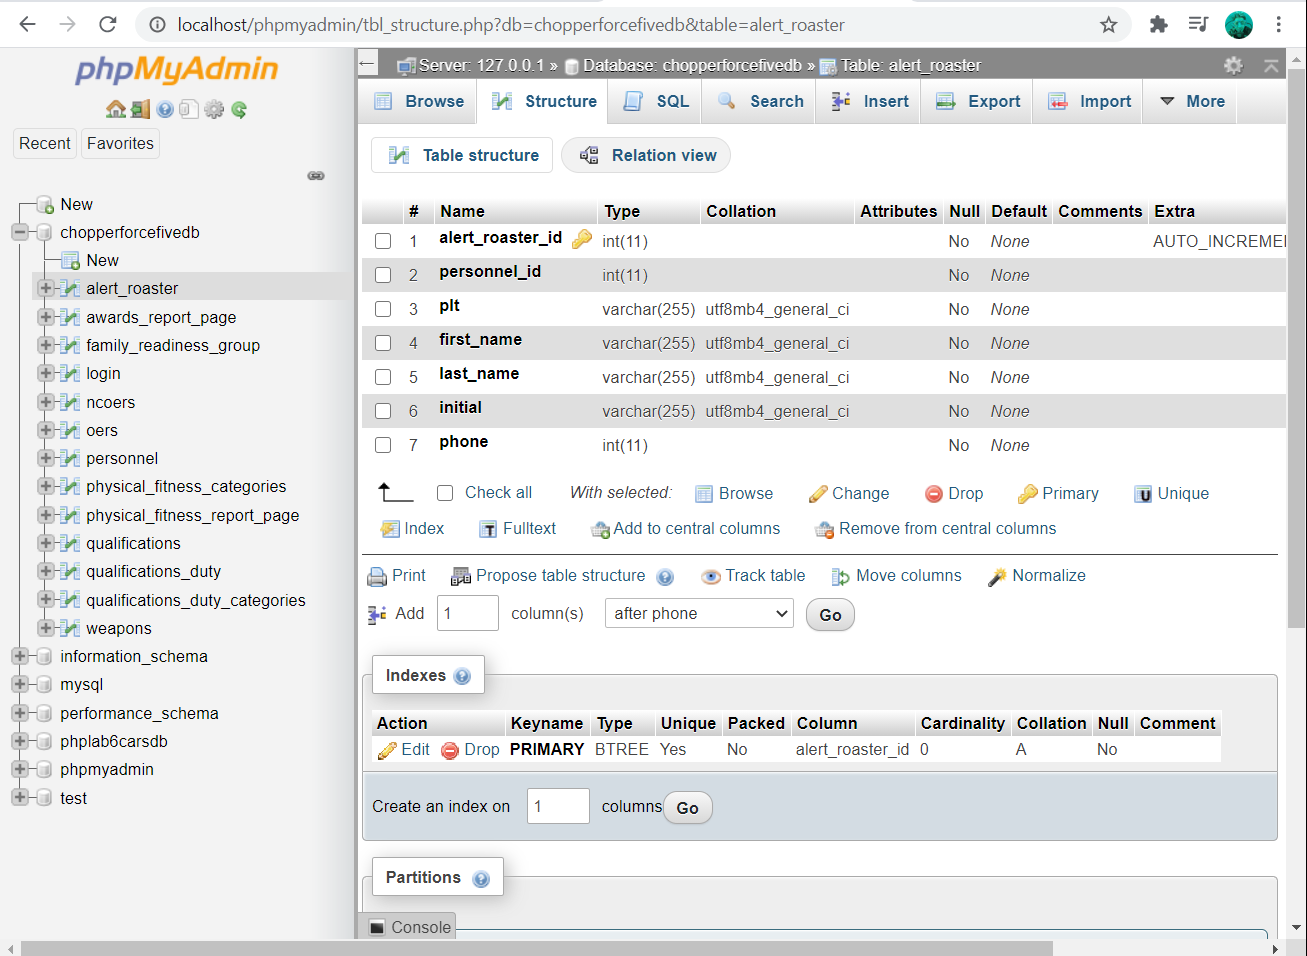 localhost/phpmyadmin/tbl_structure.php?db=chopperforcefivedb&table=alert_roaster
phpMyAdmin
Recent Favorites
New
chopperforcefivedb
New
alert_roaster
awards_report_page
family_readiness_group
login
ncoers
oers
personnel
physical_fitness_categories
physical_fitness_report_page
qualifications
qualifications_duty
qualifications_duty_categories
weapons
information_schema
mysql
performance_schema
phplab6carsdb
phpmyadmin
test
Server: 127.0.0.1 » Database: chopperforcefivedb » Table: alert_roaster
Browse Structure SQL Search Insert Export Import More
Table structure Relation view
# Name Type Collation Attributes Null Default Comments Extra
1 alert_roaster_id int(11) No None AUTO_INCREME
2 personnel_id int(11) No None
3 plt varchar(255) utf8mb4_general_ci No None
4 first_name varchar(255) utf8mb4_general_ci No None
5 last_name varchar(255) utf8mb4_general_ci No None
6 initial varchar(255) utf8mb4_general_ci No None
7 phone int(11) No None
Check all With selected: Browse Change Drop Primary Unique
Index Fulltext Add to central columns Remove from central columns
Print Propose table structure Track table Move columns Normalize
Add 1 column(s) after phone Go
Indexes
Action Keyname Type Unique Packed Column Cardinality Collation Null Comment
Edit Drop PRIMARY BTREE Yes No alert_roaster_id 0 A No
Create an index on 1 columns Go
Partitions
Console